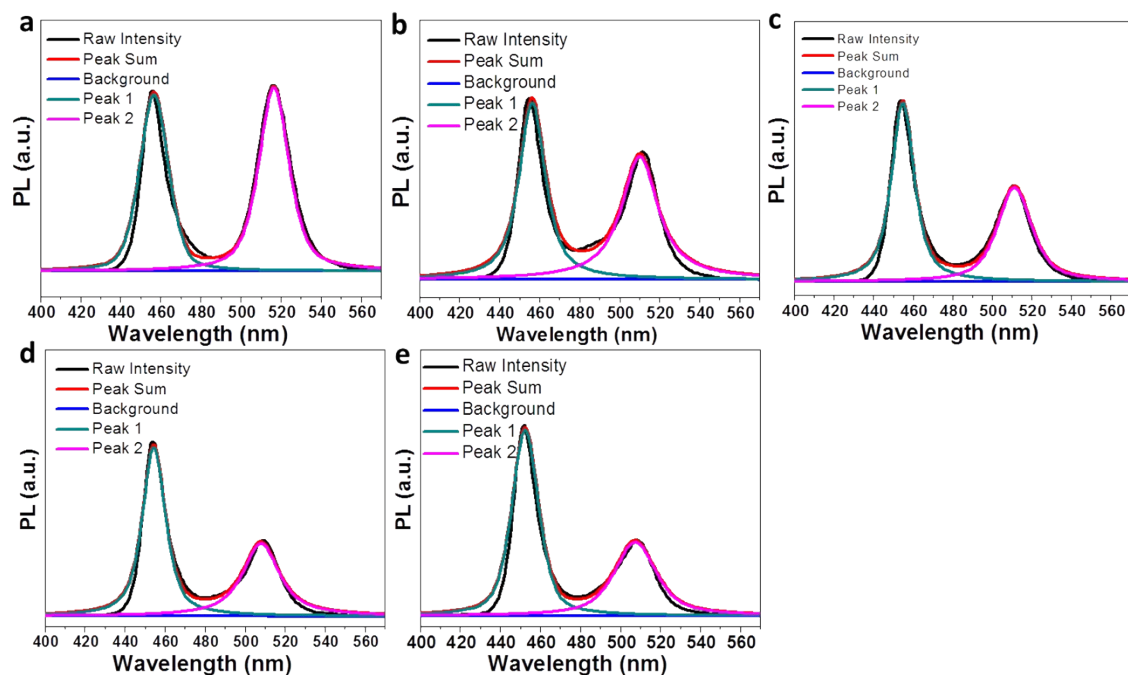 a
Raw Intensity
Peak Sum
Background
Peak 1
Peak 2
PL (a.u.)
400 420 440 460 480 500 520 540 560
Wavelength (nm)
b
Raw Intensity
Peak Sum
Background
Peak 1
Peak 2
PL (a.u.)
400 420 440 460 480 500 520 540 560
Wavelength (nm)
c
Raw Intensity
Peak Sum
Background
Peak 1
Peak 2
PL (a.u.)
400 420 440 460 480 500 520 540 560
Wavelength (nm)
d
Raw Intensity
Peak Sum
Background
Peak 1
Peak 2
PL (a.u.)
400 420 440 460 480 500 520 540 560
Wavelength (nm)
e
Raw Intensity
Peak Sum
Background
Peak 1
Peak 2
PL (a.u.)
400 420 440 460 480 500 520 540 560
Wavelength (nm)